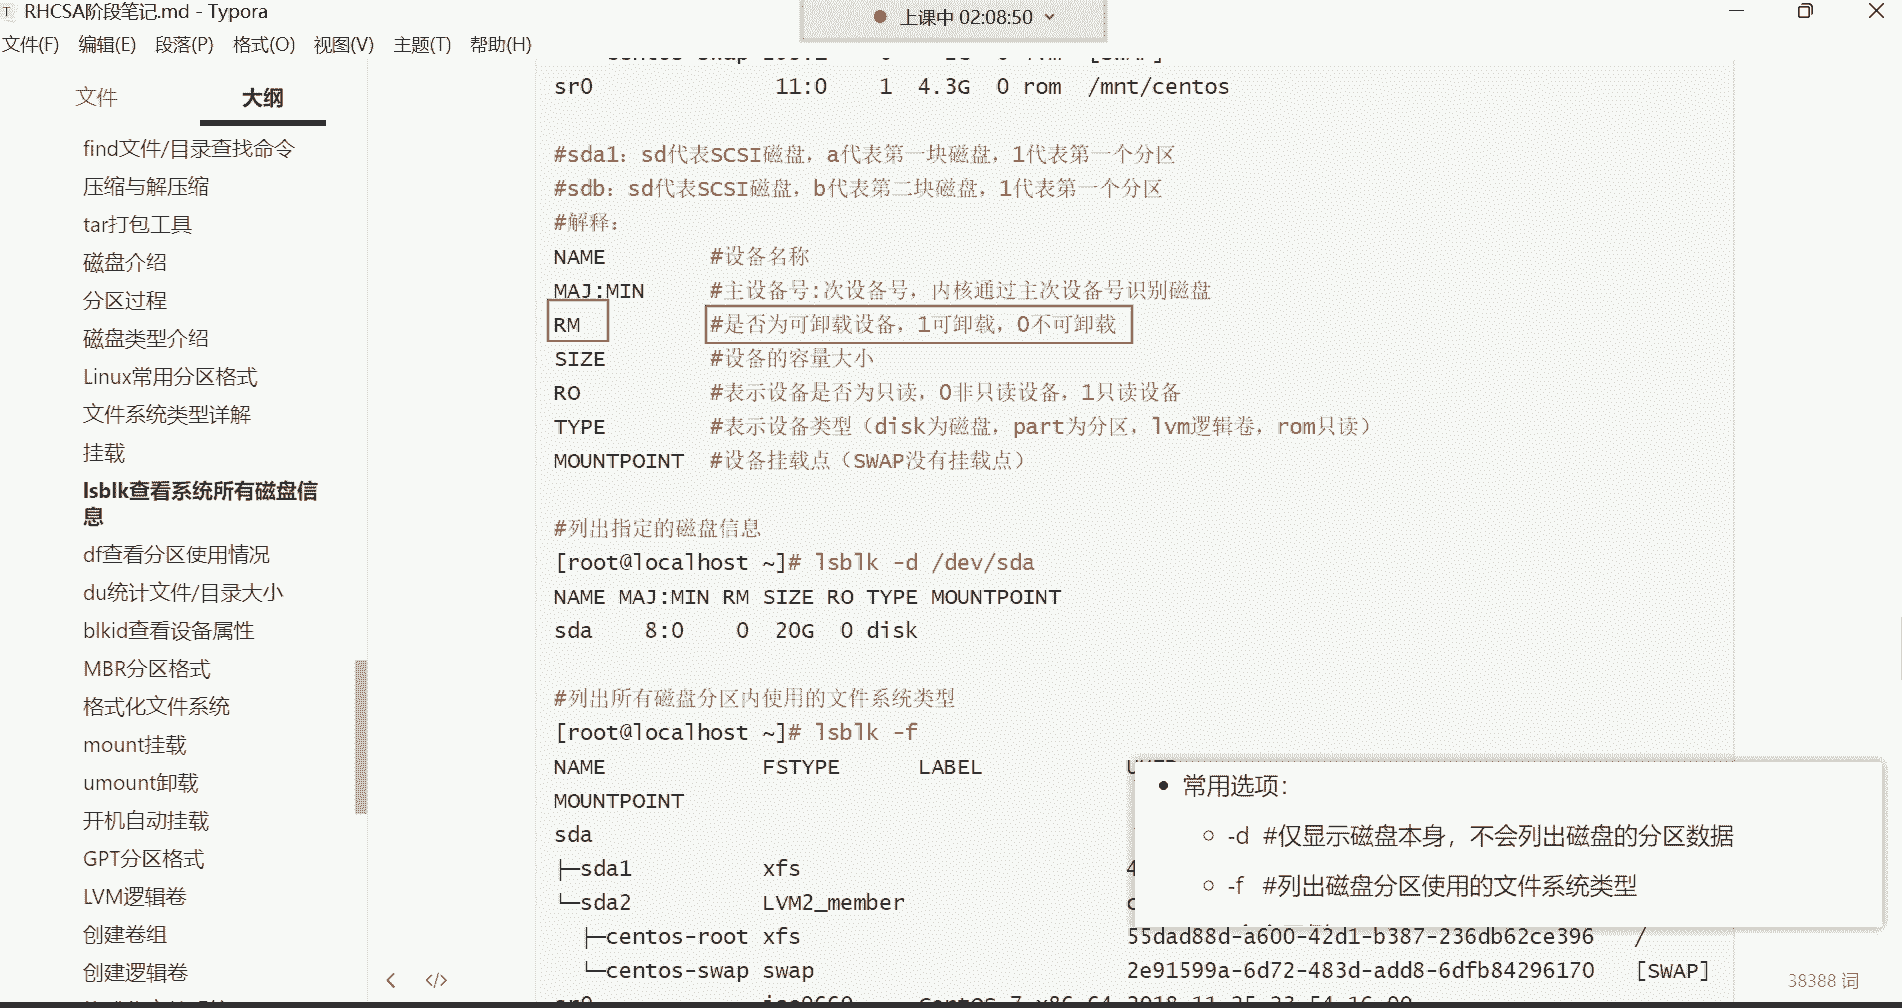 RHCSA阶段笔记.md - Typora
上课中 02:08:50
文件(F) 编辑(E) 段落(P) 格式(O) 视图(V) 主题(T) 帮助(H)
文件 大纲
find文件/目录查找命令
压缩与解压缩
tar打包工具
磁盘介绍
分区过程
磁盘类型介绍
Linux常用分区格式
文件系统类型详解
挂载
lsblk查看系统所有磁盘信
息
df查看分区使用情况
du统计文件/目录大小
blkid查看设备属性
MBR分区格式
格式化文件系统
mount挂载
umount卸载
开机自动挂载
GPT分区格式
LVM逻辑卷
创建卷组
创建逻辑卷
sr0 11:0 1 4.3G 0 rom /mnt/centos
#sda1：sd代表SCSI磁盘，a代表第一块磁盘，1代表第一个分区
#sdb：sd代表SCSI磁盘，b代表第二块磁盘，1代表第一个分区
#解释：
NAME #设备名称
MAJ:MIN #主设备号:次设备号，内核通过主次设备号识别磁盘
RM #是否为可卸载设备，1可卸载，0不可卸载
SIZE #设备的容量大小
RO #表示设备是否为只读，0非只读设备，1只读设备
TYPE #表示设备类型（disk为磁盘，part为分区，lvm逻辑卷，rom只读）
MOUNTPOINT #设备挂载点（SWAP没有挂载点）
#列出指定的磁盘信息
[root@localhost ~]# lsblk -d /dev/sda
NAME MAJ:MIN RM SIZE RO TYPE MOUNTPOINT
sda 8:0 0 20G 0 disk
#列出所有磁盘分区内使用的文件系统类型
[root@localhost ~]# lsblk -f
NAME FSTYPE LABEL
MOUNTPOINT
sda
├─sda1 xfs 4
└─sda2 LVM2_member c
├─centos-root xfs 55dad88d-a600-42d1-b387-236db62ce396 /
└─centos-swap swap 2e91599a-6d72-483d-add8-6dfb84296170 [SWAP]
• 常用选项：
○ -d #仅显示磁盘本身，不会列出磁盘的分区数据
○ -f #列出磁盘分区使用的文件系统类型
38388 词